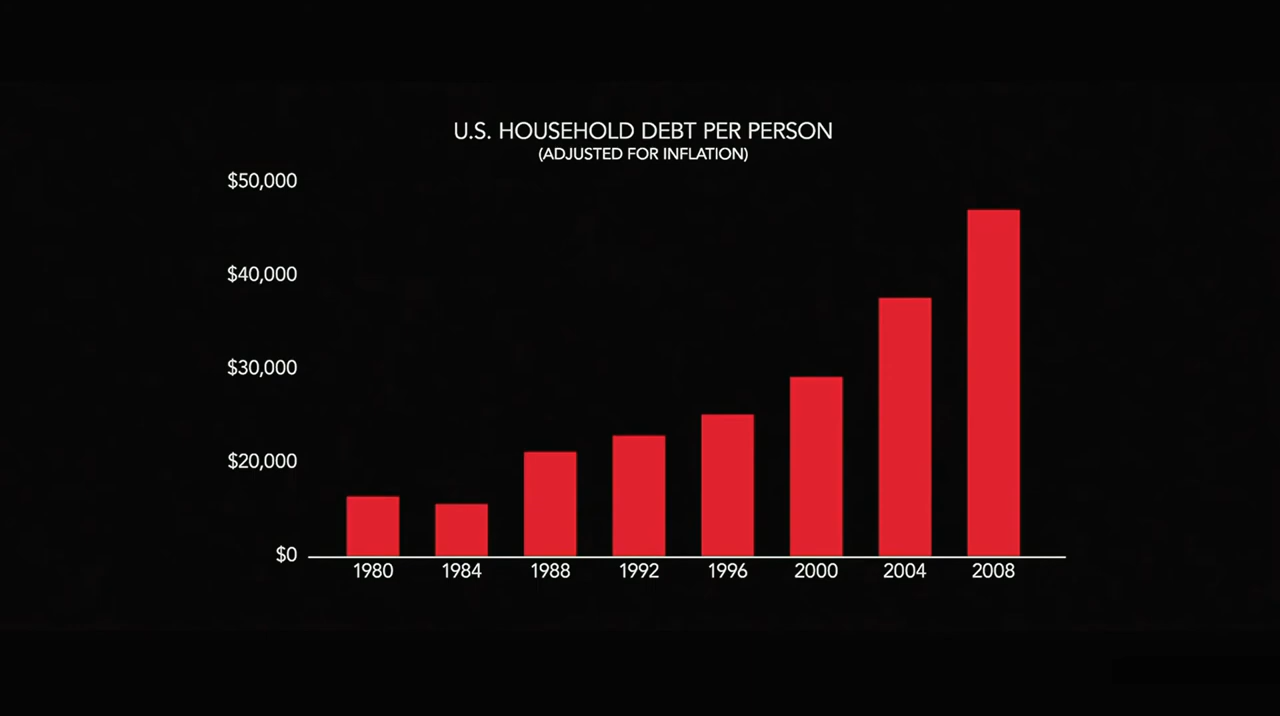 U.S. HOUSEHOLD DEBT PER PERSON
(ADJUSTED FOR INFLATION)
$50,000
$40,000
$30,000
$20,000
$0
1980 1984 1988 1992 1996 2000 2004 2008